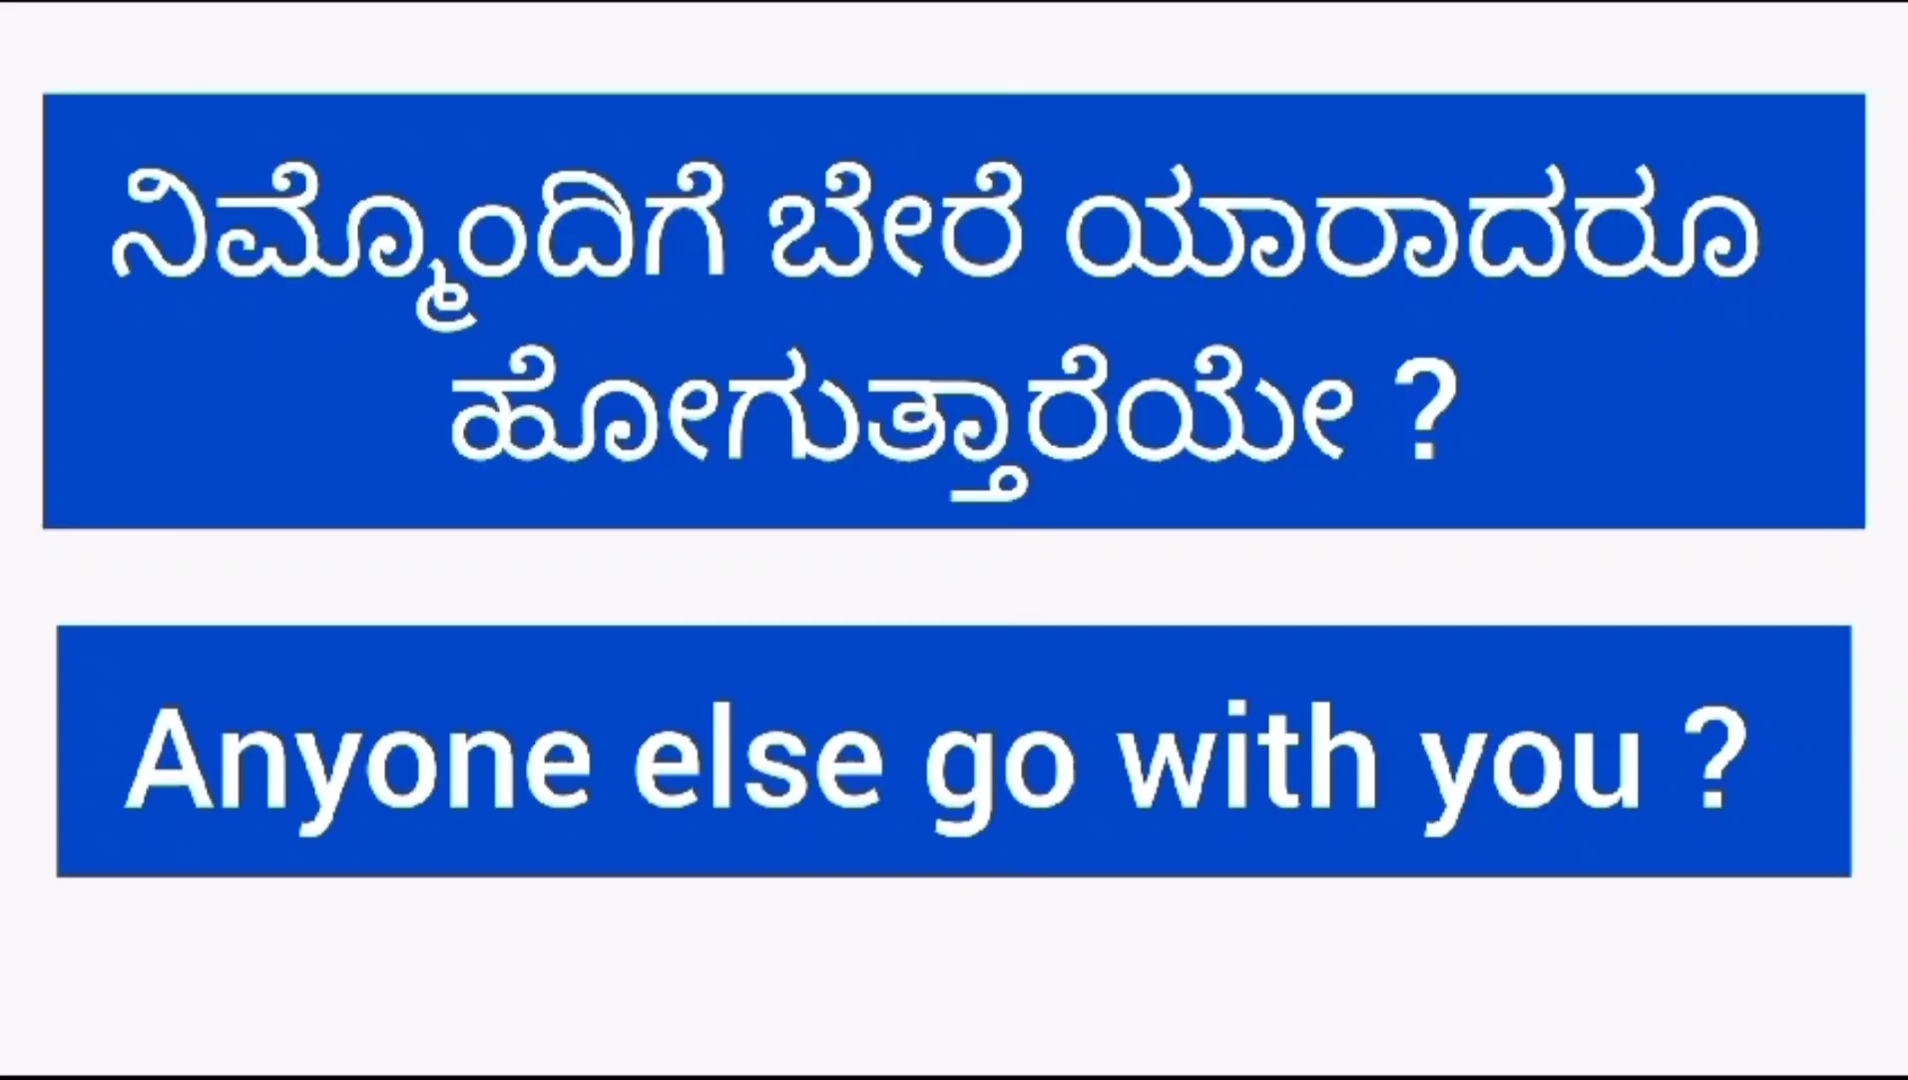 ನಿಮ್ಮೊಂದಿಗೆ ಬೇರೆ ಯಾರಾದರೂ
ಹೋಗುತ್ತಾರೆಯೇ ?
Anyone else go with you ?